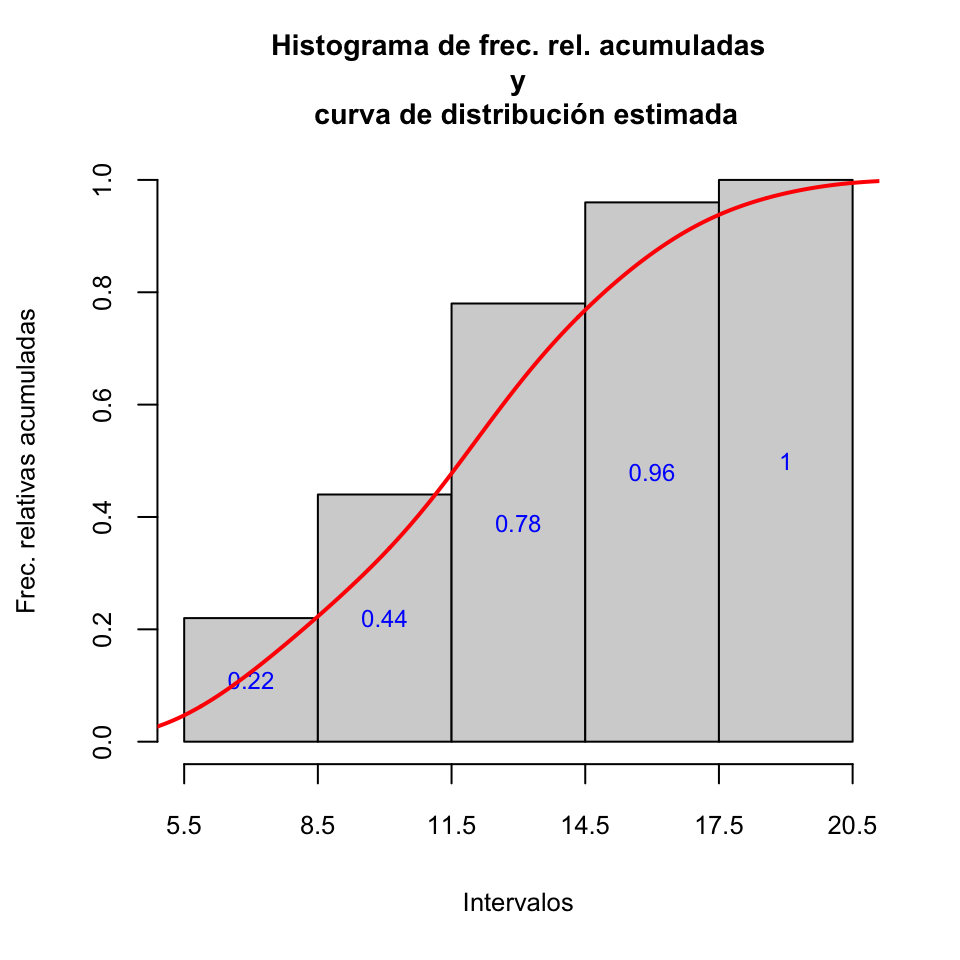 Histograma de frec. rel. acumuladas
y
curva de distribución estimada
Frec. relativas acumuladas
1.0
0.8
0.6
0.4
0.2
0.0
0.22
0.44
0.78
0.96
1
5.5 8.5 11.5 14.5 17.5 20.5
Intervalos